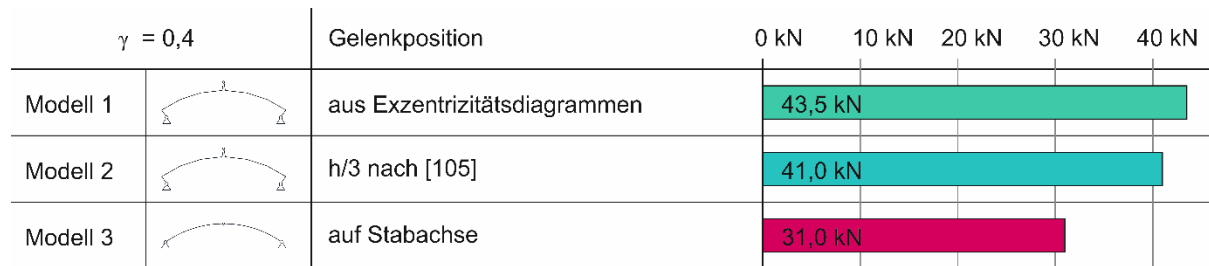 γ = 0,4 Gelenkposition 0 kN 10 kN 20 kN 30 kN 40 kN
Modell 1 aus Exzentrizitätsdiagrammen 43,5 kN
Modell 2 h/3 nach [105] 41,0 kN
Modell 3 auf Stabachse 31,0 kN